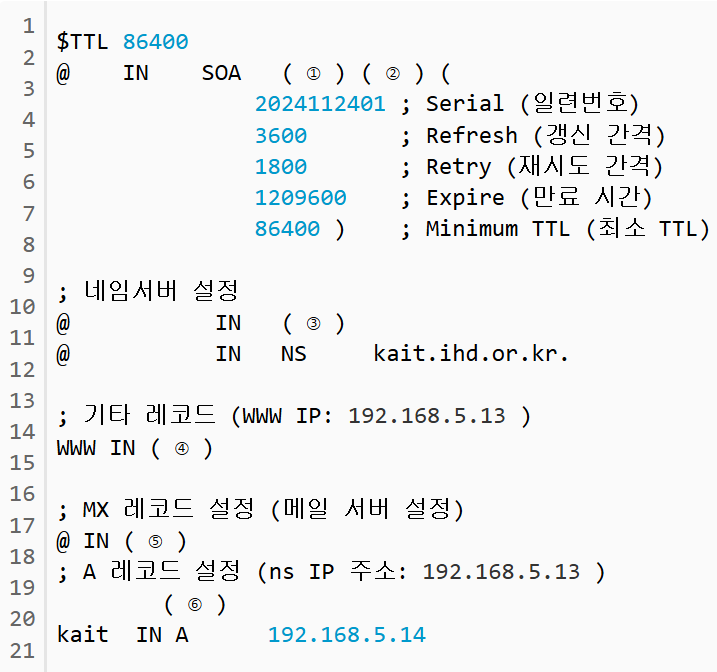 1
2 $TTL 86400
3 @ IN SOA ( ① ) ( ② ) (
4 2024112401 ; Serial (일련번호)
5 3600 ; Refresh (갱신 간격)
6 1800 ; Retry (재시도 간격)
7 1209600 ; Expire (만료 시간)
8 86400 ) ; Minimum TTL (최소 TTL)
9
10 ; 네임서버 설정
11 @ IN ( ③ )
12 @ IN NS kait.ihd.or.kr.
13
14 ; 기타 레코드 (WWW IP: 192.168.5.13 )
15 WWW IN ( ④ )
16
17 ; MX 레코드 설정 (메일 서버 설정)
18 @ IN ( ⑤ )
19 ; A 레코드 설정 (ns IP 주소: 192.168.5.13 )
20 ( ⑥ )
21 kait IN A 192.168.5.14